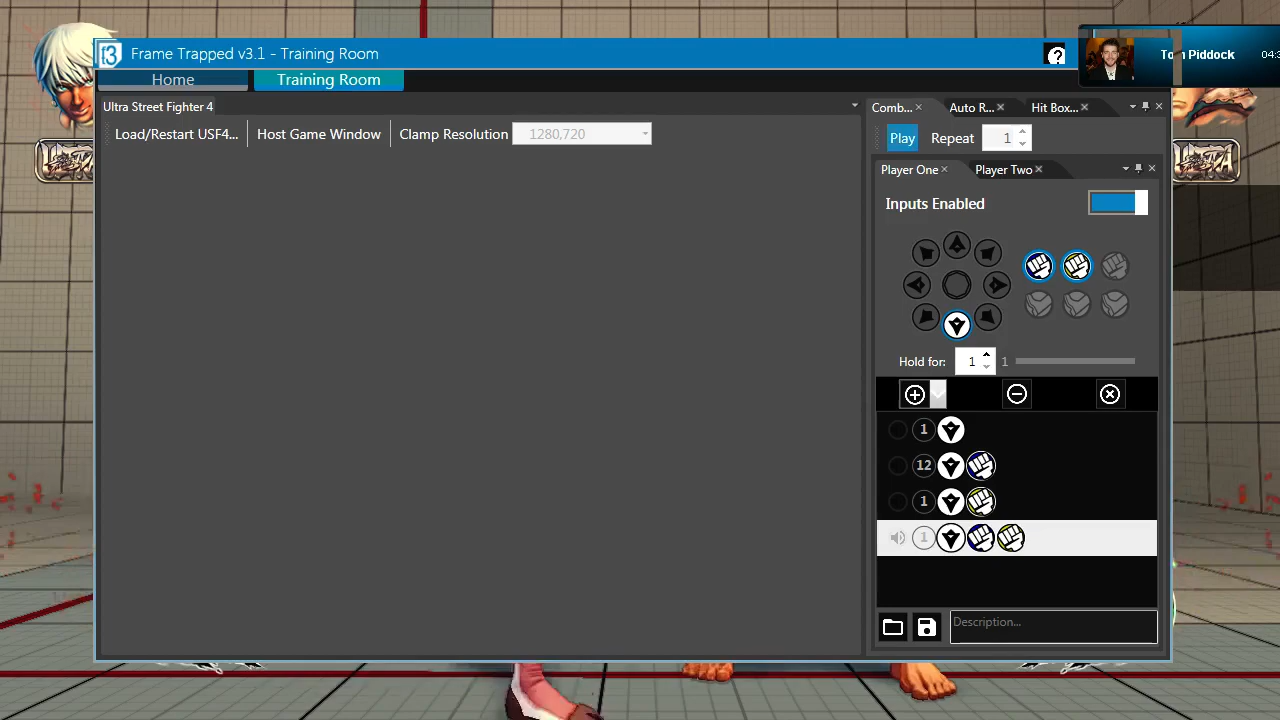 f3 Frame Trapped v3.1 - Training Room
Home Training Room
Tom Piddock
Ultra Street Fighter 4
Load/Restart USF4... Host Game Window Clamp Resolution 1280,720
Comb... Auto R... Hit Box...
Play Repeat 1
Player One Player Two
Inputs Enabled
Hold for: 1 1
1
12
1
1
Description...